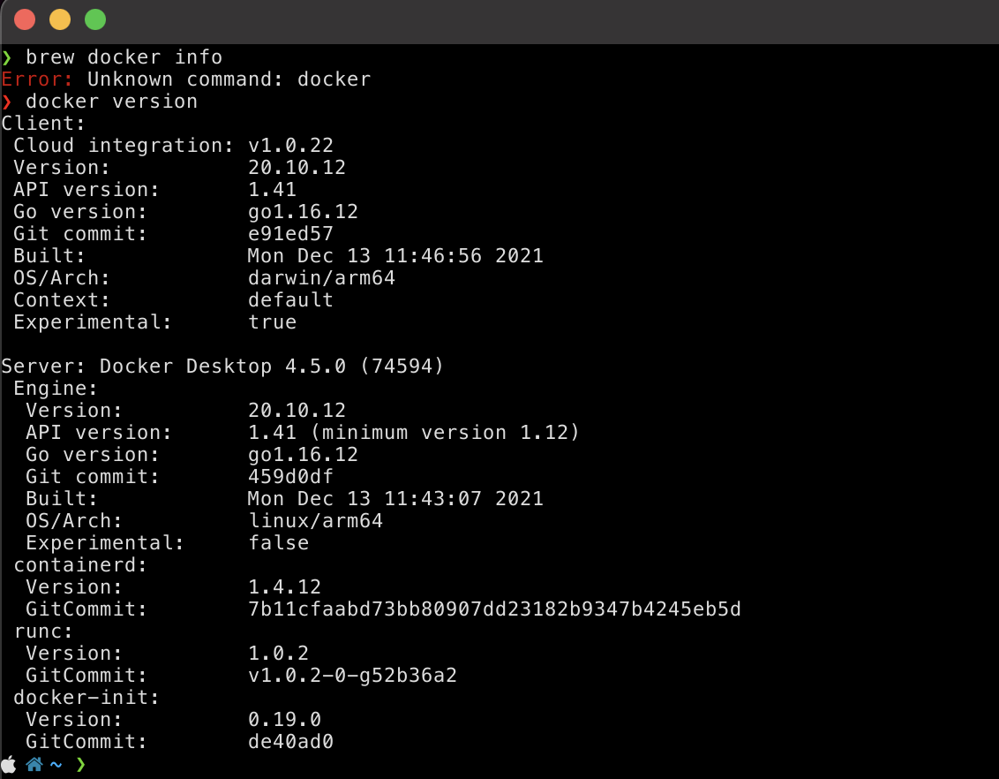 ❯ brew docker info
Error: Unknown command: docker
❯ docker version
Client:
 Cloud integration: v1.0.22
 Version:           20.10.12
 API version:       1.41
 Go version:        go1.16.12
 Git commit:        e91ed57
 Built:             Mon Dec 13 11:46:56 2021
 OS/Arch:           darwin/arm64
 Context:           default
 Experimental:      true

Server: Docker Desktop 4.5.0 (74594)
 Engine:
  Version:          20.10.12
  API version:      1.41 (minimum version 1.12)
  Go version:       go1.16.12
  Git commit:       459d0df
  Built:            Mon Dec 13 11:43:07 2021
  OS/Arch:          linux/arm64
  Experimental:     false
 containerd:
  Version:          1.4.12
  GitCommit:        7b11cfaabd73bb80907dd23182b9347b4245eb5d
 runc:
  Version:          1.0.2
  GitCommit:        v1.0.2-0-g52b36a2
 docker-init:
  Version:          0.19.0
  GitCommit:        de40ad0
~ ❯